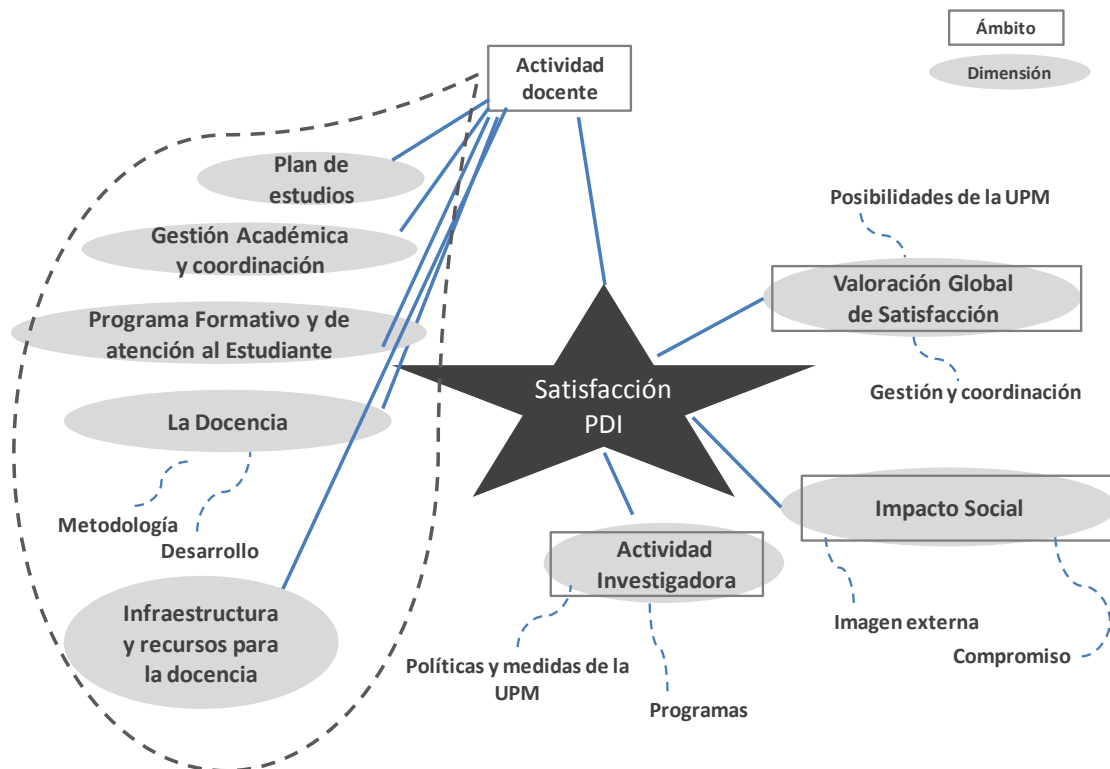 Ámbito
Dimensión
Actividad
docente
Plan de
estudios
Gestión Académica
y coordinación
Programa Formativo y de
atención al Estudiante
La Docencia
Metodología
Desarrollo
Infraestructura
y recursos para
la docencia
Satisfacción
PDI
Posibilidades de la UPM
Valoración Global
de Satisfacción
Gestión y coordinación
Impacto Social
Imagen externa
Compromiso
Actividad
Investigadora
Políticas y medidas de la
UPM
Programas